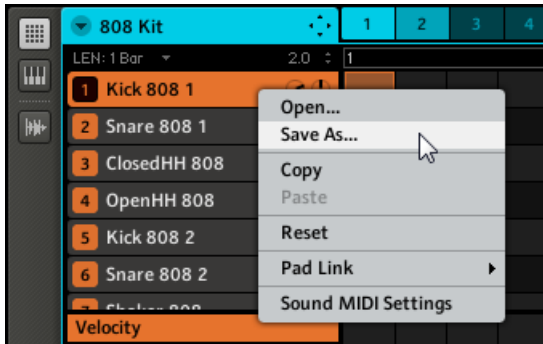 808 Kit
1 2 3 4
LEN: 1 Bar 2.0 1
1 Kick 808 1
2 Snare 808 1
3 ClosedHH 808
4 OpenHH 808
5 Kick 808 2
6 Snare 808 2
Velocity
Open...
Save As...
Copy
Paste
Reset
Pad Link
Sound MIDI Settings